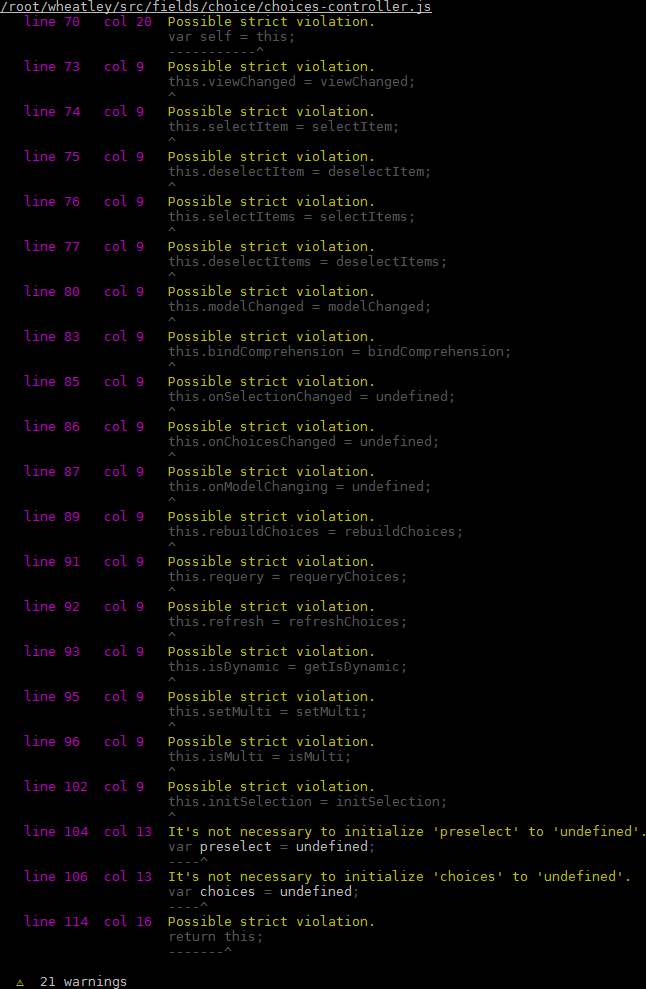 /root/wheatley/src/fields/choice/choices-controller.js
line 70 col 20 Possible strict violation.
var self = this;
-----------^
line 73 col 9 Possible strict violation.
this.viewChanged = viewChanged;
^
line 74 col 9 Possible strict violation.
this.selectItem = selectItem;
^
line 75 col 9 Possible strict violation.
this.deselectItem = deselectItem;
^
line 76 col 9 Possible strict violation.
this.selectItems = selectItems;
^
line 77 col 9 Possible strict violation.
this.deselectItems = deselectItems;
^
line 80 col 9 Possible strict violation.
this.modelChanged = modelChanged;
^
line 83 col 9 Possible strict violation.
this.bindComprehension = bindComprehension;
^
line 85 col 9 Possible strict violation.
this.onSelectionChanged = undefined;
^
line 86 col 9 Possible strict violation.
this.onChoicesChanged = undefined;
^
line 87 col 9 Possible strict violation.
this.onModelChanging = undefined;
^
line 89 col 9 Possible strict violation.
this.rebuildChoices = rebuildChoices;
^
line 91 col 9 Possible strict violation.
this.requery = requeryChoices;
^
line 92 col 9 Possible strict violation.
this.refresh = refreshChoices;
^
line 93 col 9 Possible strict violation.
this.isDynamic = getIsDynamic;
^
line 95 col 9 Possible strict violation.
this.setMulti = setMulti;
^
line 96 col 9 Possible strict violation.
this.isMulti = isMulti;
^
line 102 col 9 Possible strict violation.
this.initSelection = initSelection;
^
line 104 col 13 It's not necessary to initialize 'preselect' to 'undefined'.
var preselect = undefined;
----^
line 106 col 13 It's not necessary to initialize 'choices' to 'undefined'.
var choices = undefined;
----^
line 114 col 16 Possible strict violation.
return this;
-------^
⚠ 21 warnings